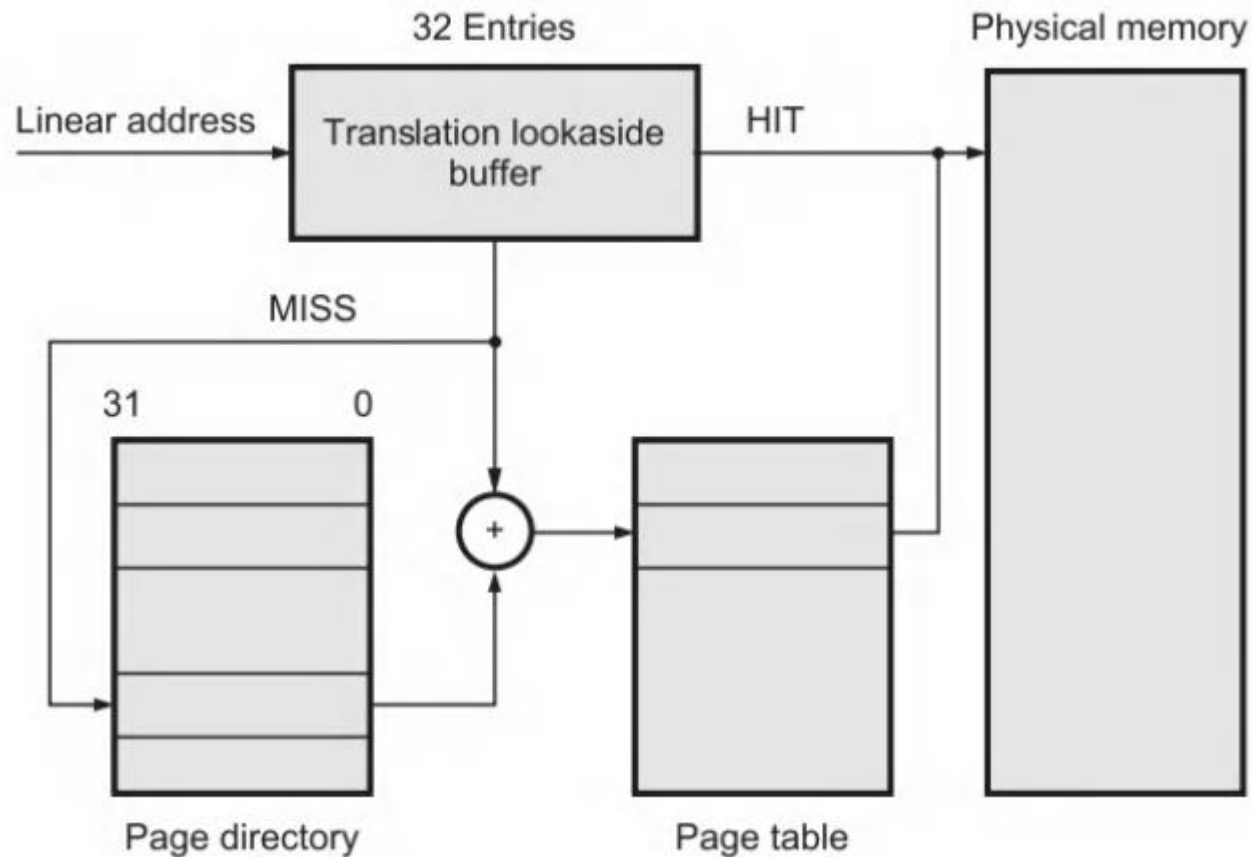 32 Entries
Physical memory
Linear address
Translation lookaside
buffer
HIT
MISS
31
0
+
Page directory
Page table